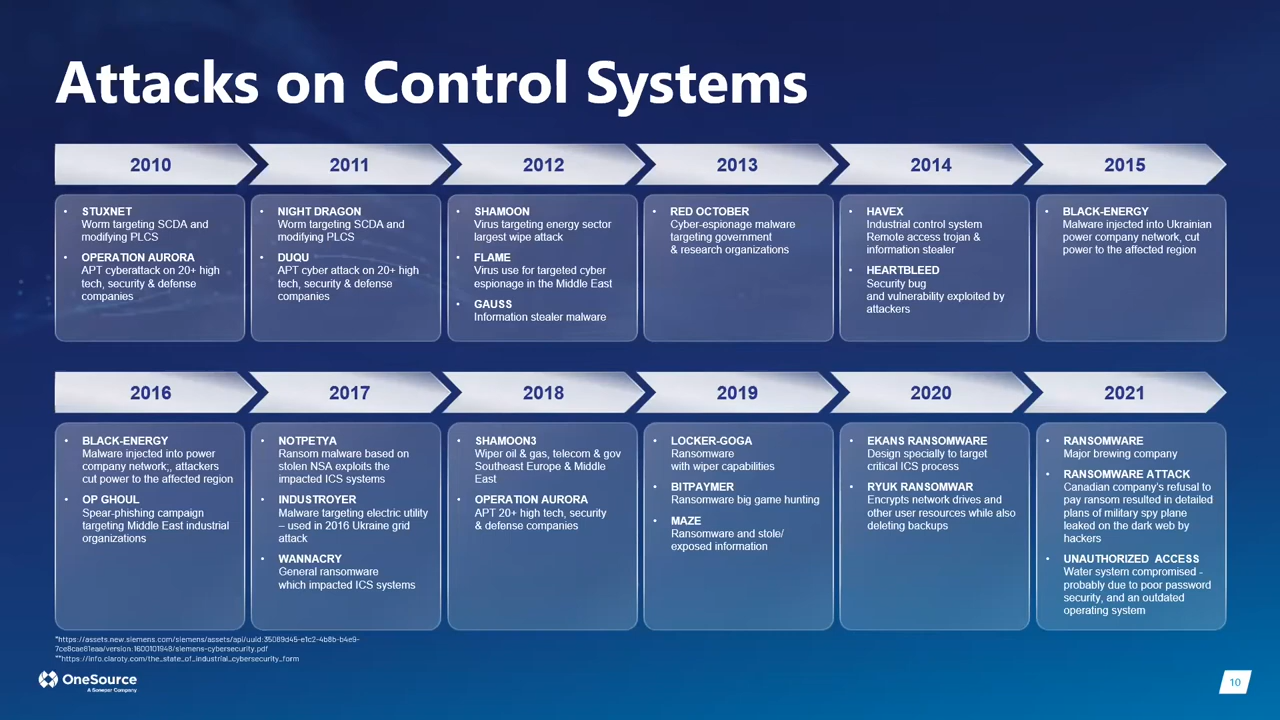 Attacks on Control Systems
2010
2011
2012
2013
2014
2015
• STUXNET
Worm targeting SCDA and
modifying PLCS
• OPERATION AURORA
APT cyberattack on 20+ high
tech, security & defense
companies
• NIGHT DRAGON
Worm targeting SCDA and
modifying PLCS
• DUQU
APT cyber attack on 20+ high
tech, security & defense
companies
• SHAMOON
Virus targeting energy sector
largest wipe attack
• FLAME
Virus use for targeted cyber
espionage in the Middle East
• GAUSS
Information stealer malware
• RED OCTOBER
Cyber-espionage malware
targeting government
& research organizations
• HAVEX
Industrial control system
Remote access trojan &
information stealer
• HEARTBLEED
Security bug
and vulnerability exploited by
attackers
• BLACK-ENERGY
Malware injected into Ukrainian
power company network, cut
power to the affected region
2016
2017
2018
2019
2020
2021
• BLACK-ENERGY
Malware injected into power
company network,, attackers
cut power to the affected region
• OP GHOUL
Spear-phishing campaign
targeting Middle East industrial
organizations
• NOTPETYA
Ransom malware based on
stolen NSA exploits the
impacted ICS systems
• INDUSTROYER
Malware targeting electric utility
– used in 2016 Ukraine grid
attack
• WANNACRY
General ransomware
which impacted ICS systems
• SHAMOON3
Wiper oil & gas, telecom & gov
Southeast Europe & Middle
East
• OPERATION AURORA
APT 20+ high tech, security
& defense companies
• LOCKER-GOGA
Ransomware
with wiper capabilities
• BITPAYMER
Ransomware big game hunting
• MAZE
Ransomware and stole/
exposed information
• EKANS RANSOMWARE
Design specially to target
critical ICS process
• RYUK RANSOMWAR
Encrypts network drives and
other user resources while also
deleting backups
• RANSOMWARE
Major brewing company
• RANSOMWARE ATTACK
Canadian company's refusal to
pay ransom resulted in detailed
plans of military spy plane
leaked on the dark web by
hackers
• UNAUTHORIZED ACCESS
Water system compromised -
probably due to poor password
security, and an outdated
operating system
*https://assets.new.siemens.com/siemens/assets/api/uuid:35089d45-e1c2-4b8b-b4e9-
7ce8cae61eaa/version:1600101948/siemens-cybersecurity.pdf
**https://info.claroty.com/the_state_of_industrial_cybersecurity_form
OneSource
A Sonepar Company
10